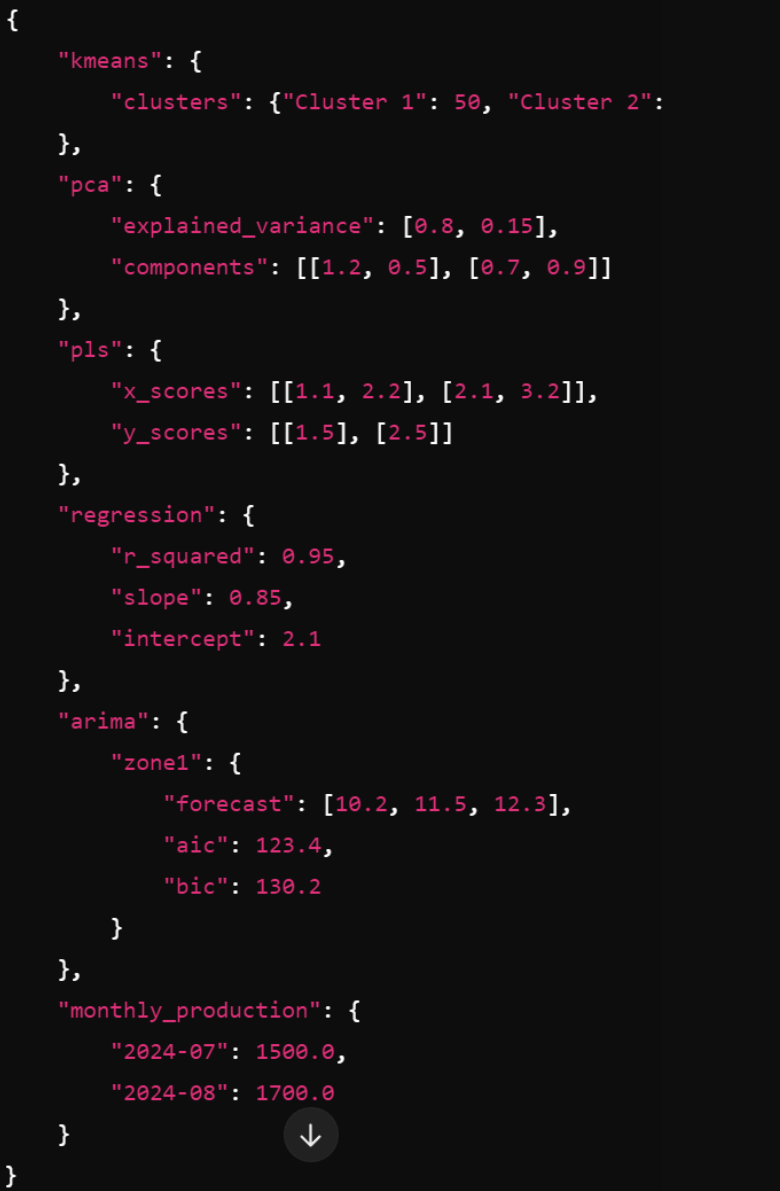 {
    "kmeans": {
        "clusters": {"Cluster 1": 50, "Cluster 2":
    },
    "pca": {
        "explained_variance": [0.8, 0.15],
        "components": [[1.2, 0.5], [0.7, 0.9]]
    },
    "pls": {
        "x_scores": [[1.1, 2.2], [2.1, 3.2]],
        "y_scores": [[1.5], [2.5]]
    },
    "regression": {
        "r_squared": 0.95,
        "slope": 0.85,
        "intercept": 2.1
    },
    "arima": {
        "zone1": {
            "forecast": [10.2, 11.5, 12.3],
            "aic": 123.4,
            "bic": 130.2
        }
    },
    "monthly_production": {
        "2024-07": 1500.0,
        "2024-08": 1700.0
    }
}